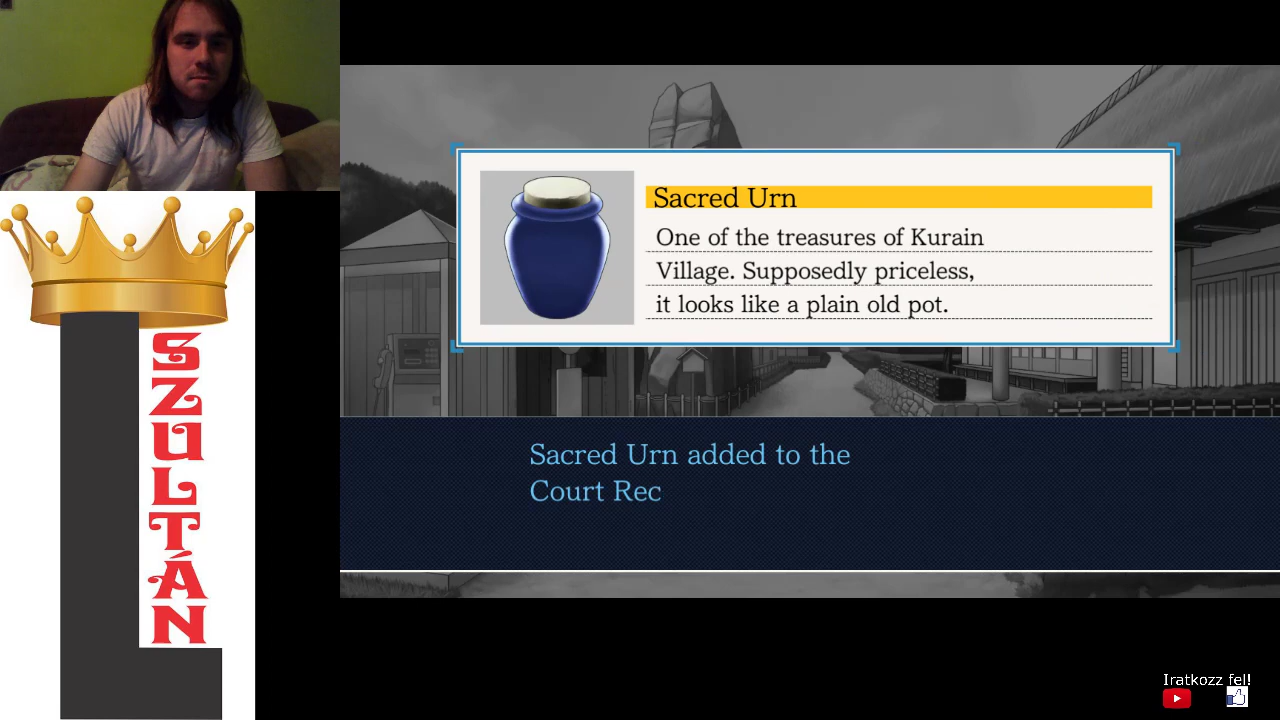 Sacred Urn
One of the treasures of Kurain
Village. Supposedly priceless,
it looks like a plain old pot.
Sacred Urn added to the
Court Rec
L
SZULTÁN
Iratkozz fel!